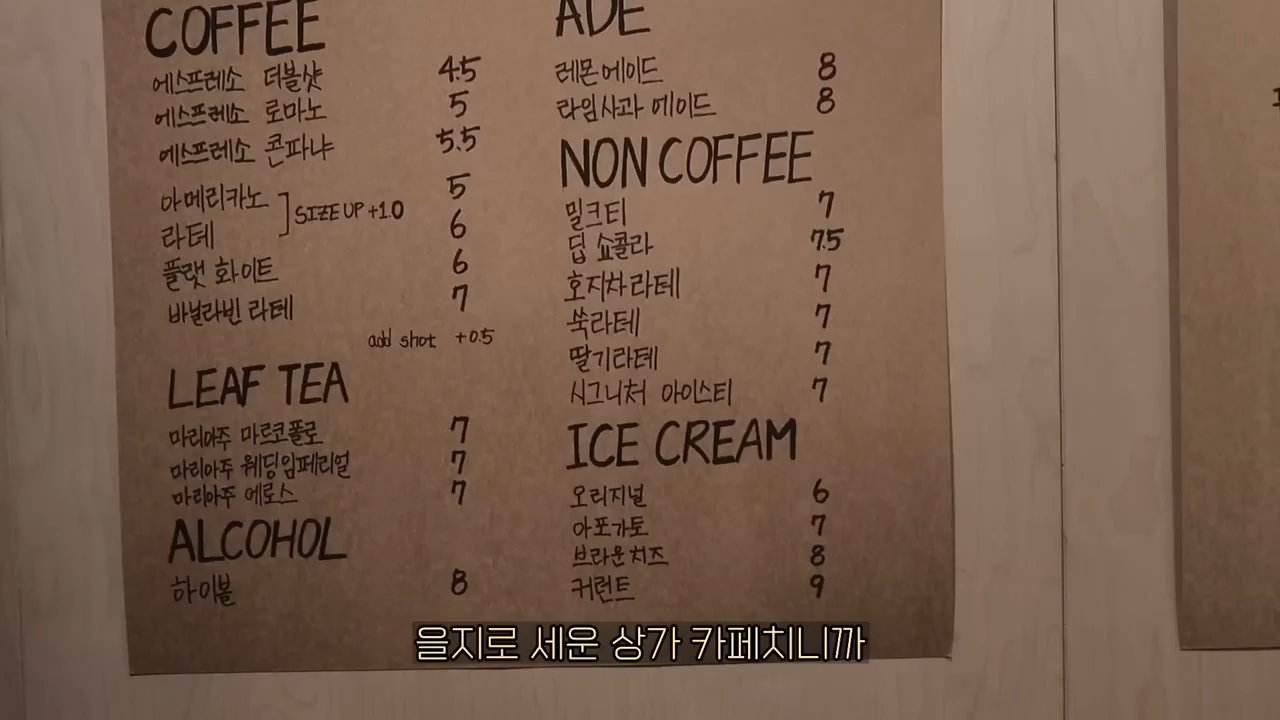 COFFEE
에스프레소 더블샷 4.5
에스프레소 로마노 5
에스프레소 콘파냐 5.5
아메리카노 5
라떼 6
SIZE UP +1.0
플랫 화이트 6
바닐라빈 라떼 7
add shot +0.5
LEAF TEA
마리아주 마르코폴로 7
마리아주 웨딩임페리얼 7
마리아주 에로스 7
ALCOHOL
하이볼 8
ADE
레몬에이드 8
라임사과 에이드 8
NON COFFEE
밀크티 7
딥 쇼콜라 7.5
호지차라떼 7
쑥라떼 7
딸기라떼 7
시그니처 아이스티 7
ICE CREAM
오리지널 6
아포가토 7
브라운치즈 8
커런트 9
을지로 세운 상가 카페치니까